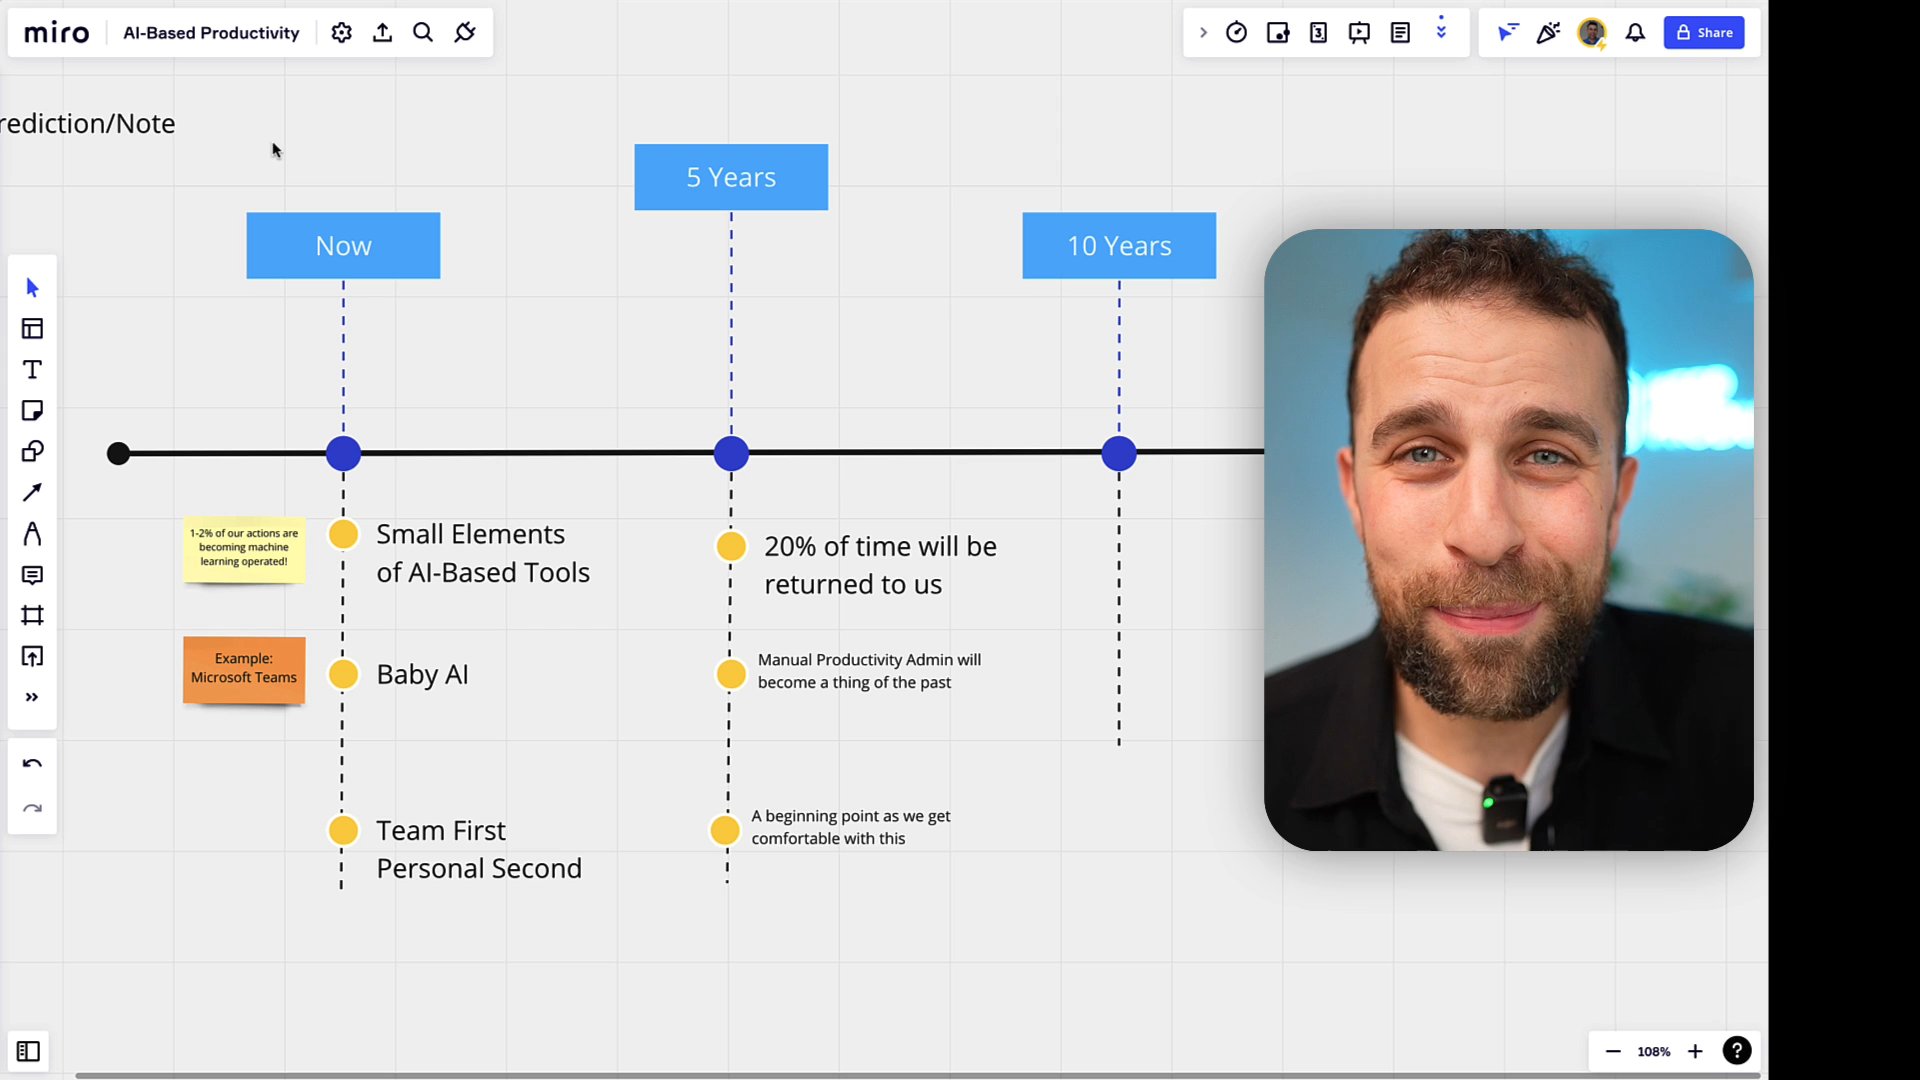 miro
AI-Based Productivity
Share
rediction/Note
5 Years
Now
10 Years
1-2% of our actions are
becoming machine
learning operated!
Small Elements
of AI-Based Tools
20% of time will be
returned to us
Example:
Microsoft Teams
Baby AI
Manual Productivity Admin will
become a thing of the past
Team First
Personal Second
A beginning point as we get
comfortable with this
108%
?